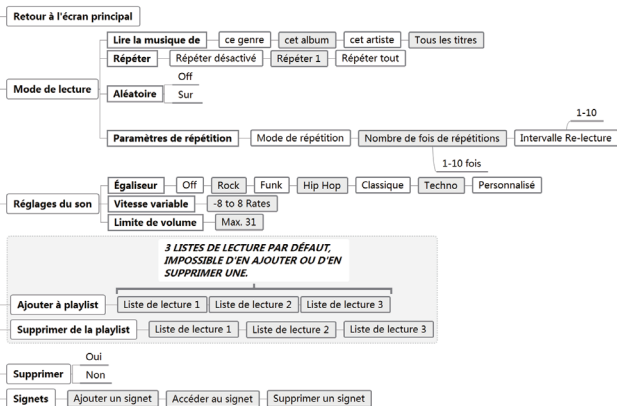 Retour à l'écran principal
Lire la musique de ce genre cet album cet artiste Tous les titres
Répéter Répéter désactivé Répéter 1 Répéter tout
Off
Mode de lecture
Aléatoire Sur
1-10
Paramètres de répétition Mode de répétition Nombre de fois de répétitions Intervalle Re-lecture
1-10 fois
Égaliseur Off Rock Funk Hip Hop Classique Techno Personnalisé
Réglages du son Vitesse variable -8 to 8 Rates
Limite de volume Max. 31
3 LISTES DE LECTURE PAR DÉFAUT,
IMPOSSIBLE D'EN AJOUTER OU D'EN
SUPPRIMER UNE.
Ajouter à playlist Liste de lecture 1 Liste de lecture 2 Liste de lecture 3
Supprimer de la playlist Liste de lecture 1 Liste de lecture 2 Liste de lecture 3
Oui
Supprimer Non
Signets Ajouter un signet Accéder au signet Supprimer un signet